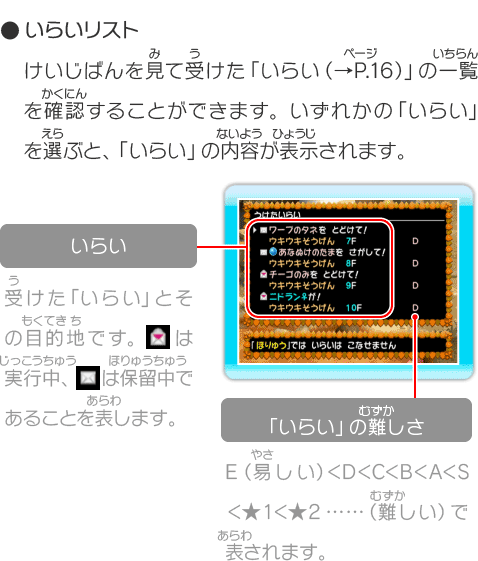 ● いらいリスト
けいじばんを見て受けた「いらい（→P.16）」の一覧
を確認することができます。いずれかの「いらい」
を選ぶと、「いらい」の内容が表示されます。
うけたいらい
ワープのタネを とどけて！
ウキウキそうげん 7F D
あなぬけのたまを さがして！
ウキウキそうげん 8F D
チーゴのみを とどけて！
ウキウキそうげん 9F D
ニドラン♀が！
ウキウキそうげん 10F D
「ほりゅう」では いらいは こなせません
いらい
受けた「いらい」とそ
の目的地です。は
実行中、は保留中で
あることを表します。
「いらい」の難しさ
E（易しい）<D<C<B<A<S
<★1<★2……（難しい）で
表されます。